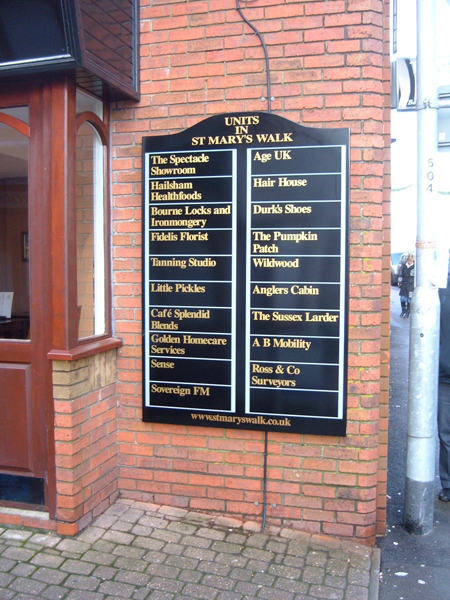 UNITS
IN
ST MARY'S WALK
The Spectacle
Showroom
Hailsham
Healthfoods
Bourne Locks and
Ironmongery
Fidelis Florist
Tanning Studio
Little Pickles
Café Splendid
Blends
Golden Homecare
Services
Sense
Sovereign FM
Age UK
Hair House
Durk's Shoes
The Pumpkin
Patch
Wildwood
Anglers Cabin
The Sussex Larder
A B Mobility
Ross & Co
Surveyors
www.stmaryswalk.co.uk
504